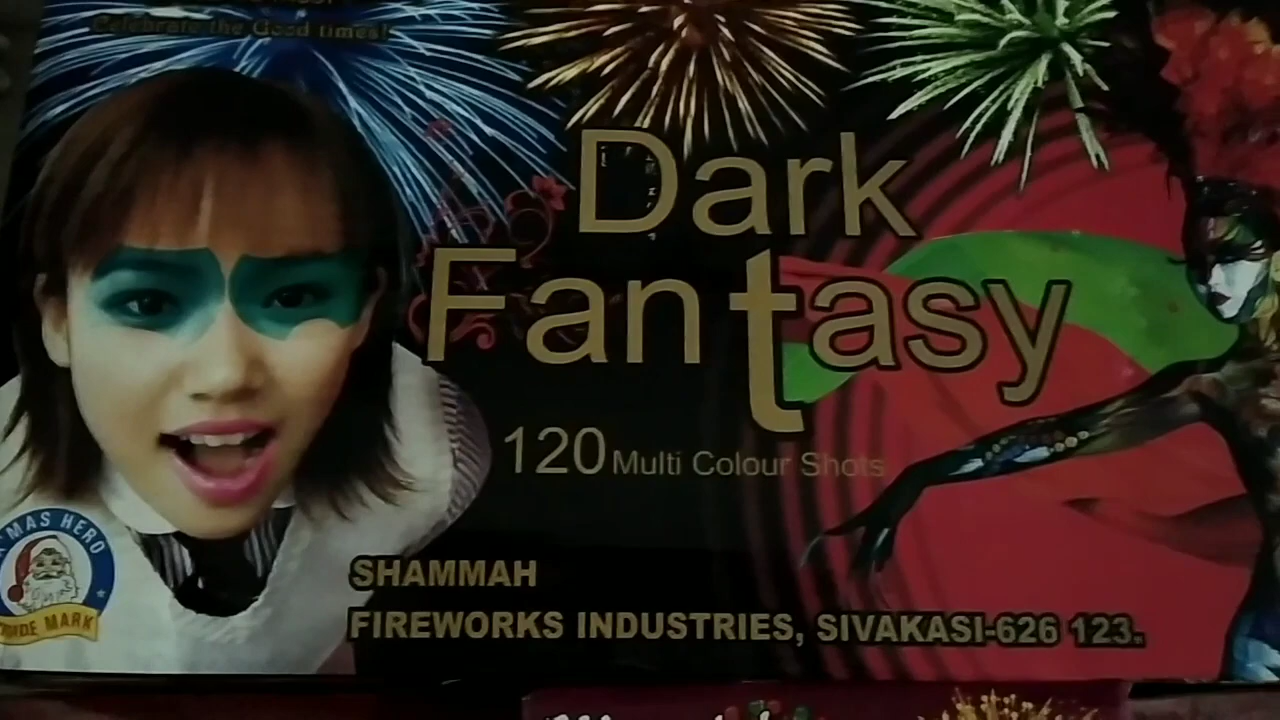 Celebrate the Good times!
Dark
Fantasy
120 Multi Colour Shots
MAS HERO
MARK
SHAMMAH
FIREWORKS INDUSTRIES, SIVAKASI-626 123.